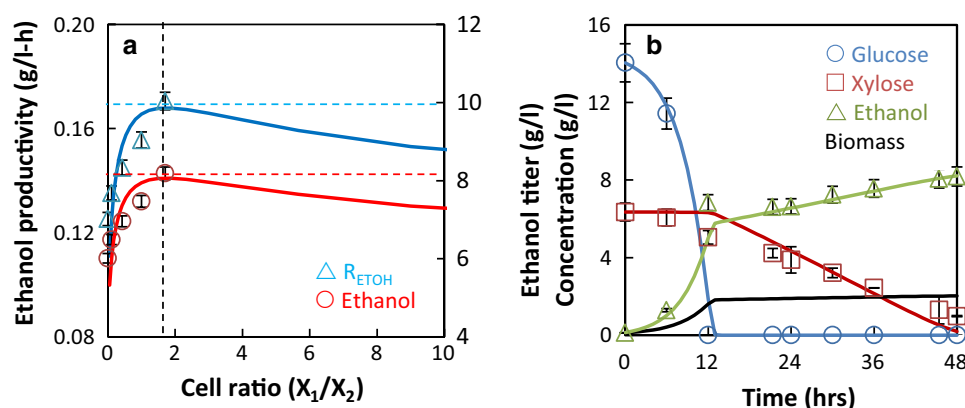 a
Ethanol productivity (g/l-h)
0.20
0.16
0.12
0.08
12
10
8
6
4
Ethanol titer (g/l)
R_ETOH
Ethanol
0 2 4 6 8 10
Cell ratio (X₁/X₂)
b
Concentration (g/l)
16
12
8
4
0
Glucose
Xylose
Ethanol
Biomass
0 12 24 36 48
Time (hrs)